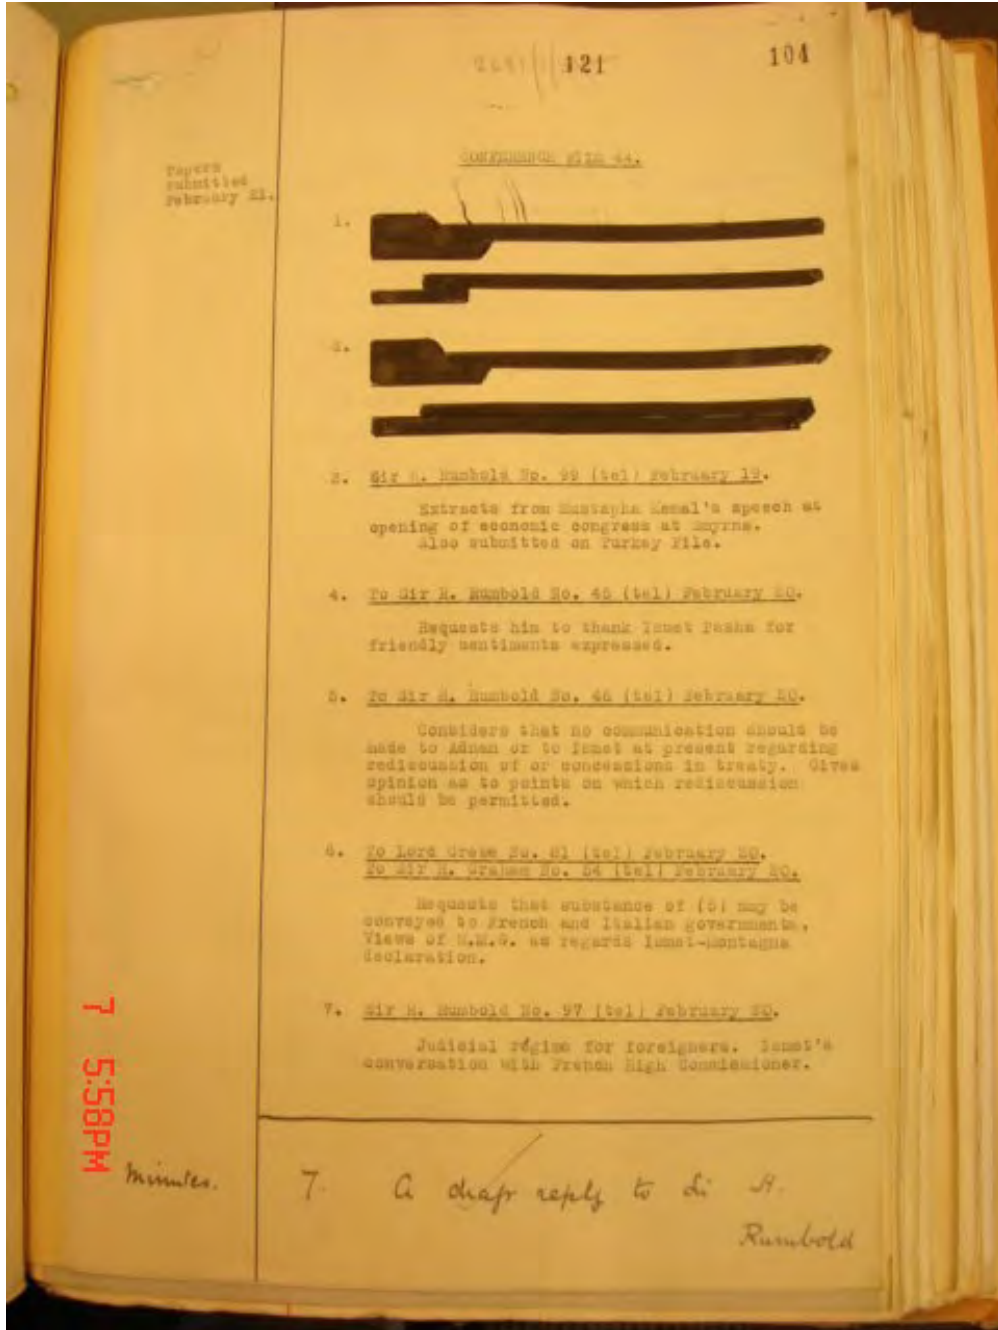 121
104
CONFERENCE FILE 44.
Papers
submitted
February 21.
1.
2.
3. Sir H. Rumbold No. 99 (tel) February 19.
Extracts from Mustapha Kemal's speech at
opening of economic congress at Smyrna.
Also submitted on Turkey File.
4. To Sir H. Rumbold No. 45 (tel) February 20.
Requests him to thank Ismet Pasha for
friendly sentiments expressed.
5. To Sir H. Rumbold No. 46 (tel) February 20.
Considers that no communication should be
made to Adnan or to Ismet at present regarding
rediscussion of or concessions in treaty. Gives
opinion as to points on which rediscussion
should be permitted.
6. To Lord Crewe No. 81 (tel) February 20.
To Sir R. Graham No. 54 (tel) February 20.
Requests that substance of (5) may be
conveyed to French and Italian governments.
Views of H.M.G. as regards Ismet-Montagna
declaration.
7. Sir H. Rumbold No. 97 (tel) February 20.
Judicial régime for foreigners. Ismet's
conversation with French High Commissioner.
Minutes.
7. A draft reply to Sir H.
Rumbold
7 5:58PM